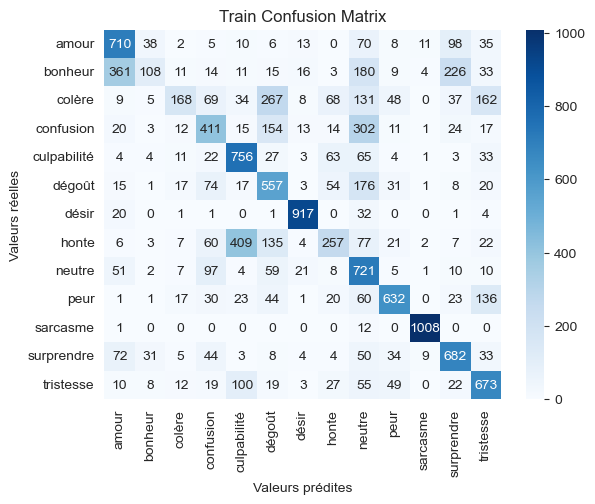 Train Confusion Matrix
amour 710 38 2 5 10 6 13 0 70 8 11 98 35
bonheur 361 108 11 14 11 15 16 3 180 9 4 226 33
colère 9 5 168 69 34 267 8 68 131 48 0 37 162
confusion 20 3 12 411 15 154 13 14 302 11 1 24 17
culpabilité 4 4 11 22 756 27 3 63 65 4 1 3 33
dégoût 15 1 17 74 17 557 3 54 176 31 1 8 20
désir 20 0 1 1 0 1 917 0 32 0 0 1 4
honte 6 3 7 60 409 135 4 257 77 21 2 7 22
neutre 51 2 7 97 4 59 21 8 721 5 1 10 10
peur 1 1 17 30 23 44 1 20 60 632 0 23 136
sarcasme 1 0 0 0 0 0 0 0 12 0 1008 0 0
surprendre 72 31 5 44 3 8 4 4 50 34 9 682 33
tristesse 10 8 12 19 100 19 3 27 55 49 0 22 673
amour bonheur colère confusion culpabilité dégoût désir honte neutre peur sarcasme surprendre tristesse
Valeurs prédites
Valeurs réelles
1000
800
600
400
200
0